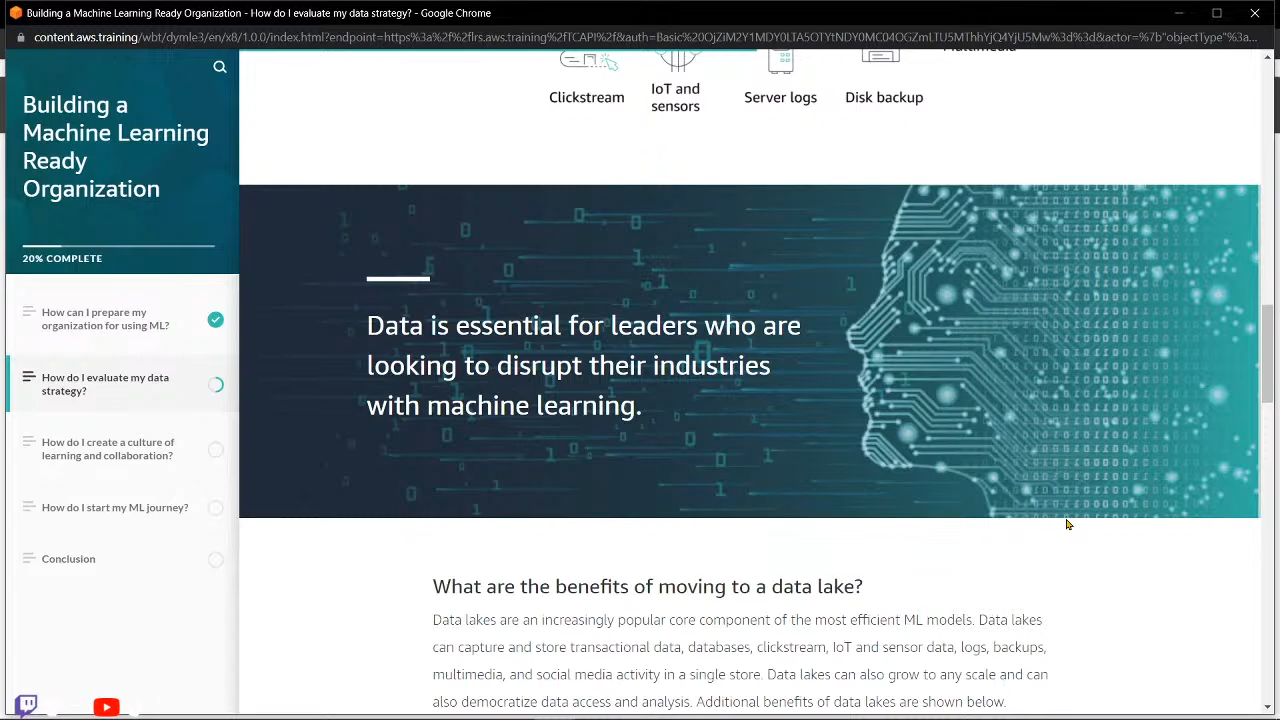 Building a Machine Learning Ready Organization - How do I evaluate my data strategy? - Google Chrome
Building a
Machine Learning
Ready
Organization
20% COMPLETE
How can I prepare my
organization for using ML?
How do I evaluate my data
strategy?
How do I create a culture of
learning and collaboration?
How do I start my ML journey?
Conclusion
Clickstream
IoT and
sensors
Server logs
Disk backup
Data is essential for leaders who are
looking to disrupt their industries
with machine learning.
What are the benefits of moving to a data lake?
Data lakes are an increasingly popular core component of the most efficient ML models. Data lakes
can capture and store transactional data, databases, clickstream, IoT and sensor data, logs, backups,
multimedia, and social media activity in a single store. Data lakes can also grow to any scale and can
also democratize data access and analysis. Additional benefits of data lakes are shown below.